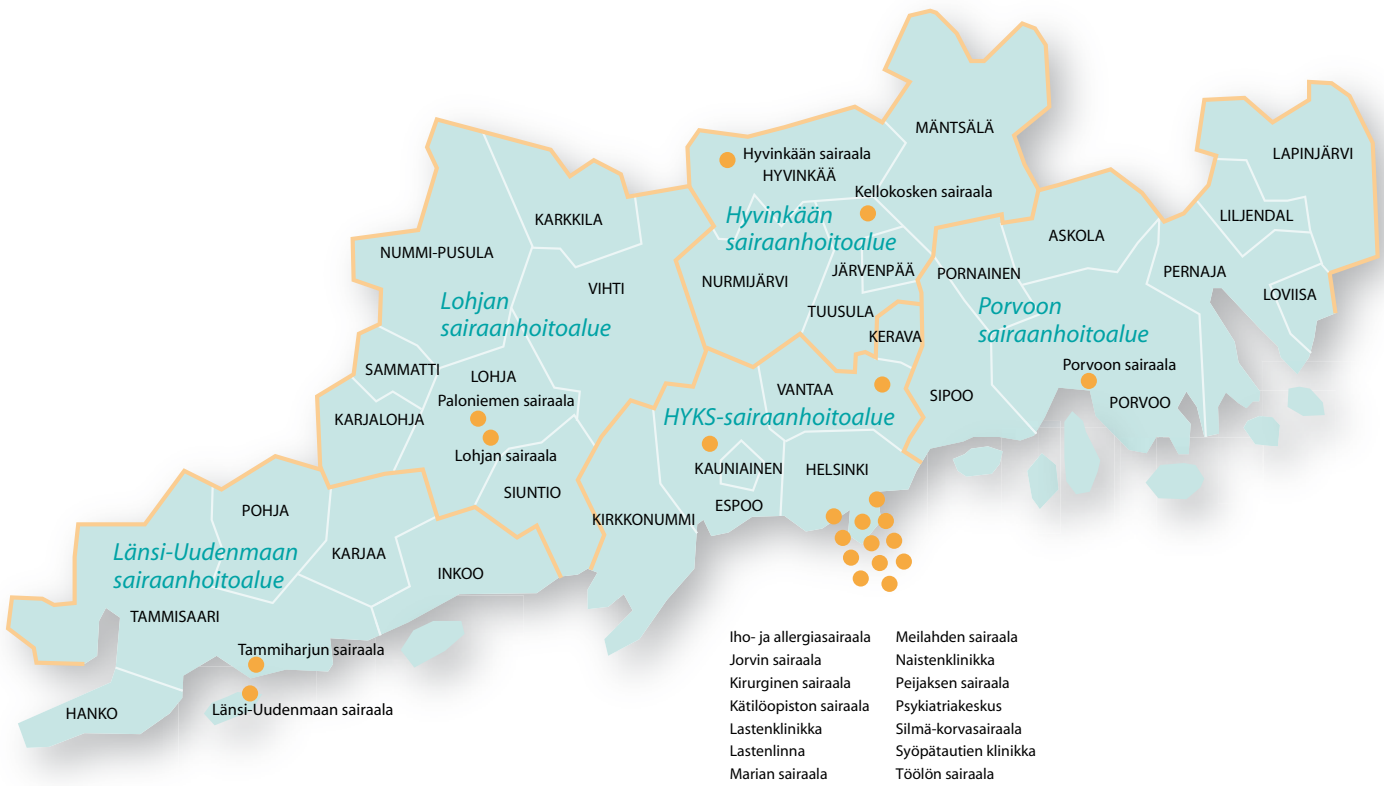 MÄNTSÄLÄ
Hyvinkään sairaala
HYVINKÄÄ
LAPINJÄRVI
Kellokosken sairaala
KARKKILA
Hyvinkään
sairaanhoitoalue
LILJENDAL
ASKOLA
NUMMI-PUSULA
JÄRVENPÄÄ
PORNAINEN
PERNAJA
NURMIJÄRVI
VIHTI
LOVIISA
Lohjan
sairaanhoitoalue
TUUSULA
Porvoon
sairaanhoitoalue
KERAVA
SAMMATTI
LOHJA
Porvoon sairaala
VANTAA
SIPOO
PORVOO
Paloniemen sairaala
KARJALOHJA
HYKS-sairaanhoitoalue
Lohjan sairaala
KAUNIAINEN
HELSINKI
SIUNTIO
ESPOO
POHJA
KIRKKONUMMI
Länsi-Uudenmaan
sairaanhoitoalue
KARJAA
INKOO
TAMMISAARI
Tammiharjun sairaala
HANKO
Länsi-Uudenmaan sairaala
Iho- ja allergiasairaala
Jorvin sairaala
Kirurginen sairaala
Kätilöopiston sairaala
Lastenklinikka
Lastenlinna
Marian sairaala
Meilahden sairaala
Naistenklinikka
Peijaksen sairaala
Psykiatriakeskus
Silmä-korvasairaala
Syöpätautien klinikka
Töölön sairaala